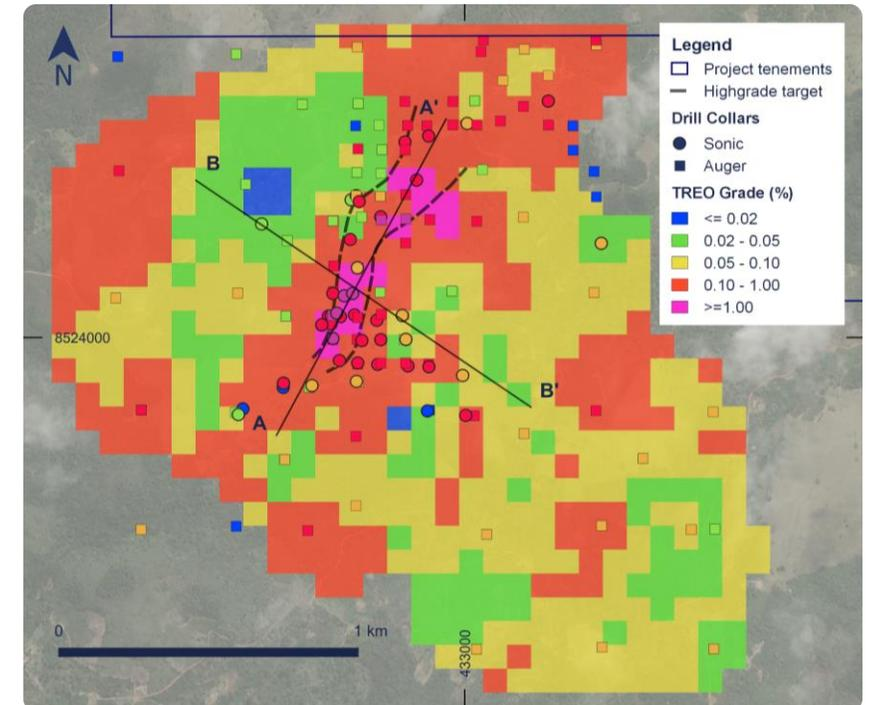 N
A'
B
Legend
Project tenements
Highgrade target
Drill Collars
Sonic
Auger
TREO Grade (%)
<= 0.02
0.02 - 0.05
0.05 - 0.10
0.10 - 1.00
>=1.00
8524000
B'
A
0
1 km
433000